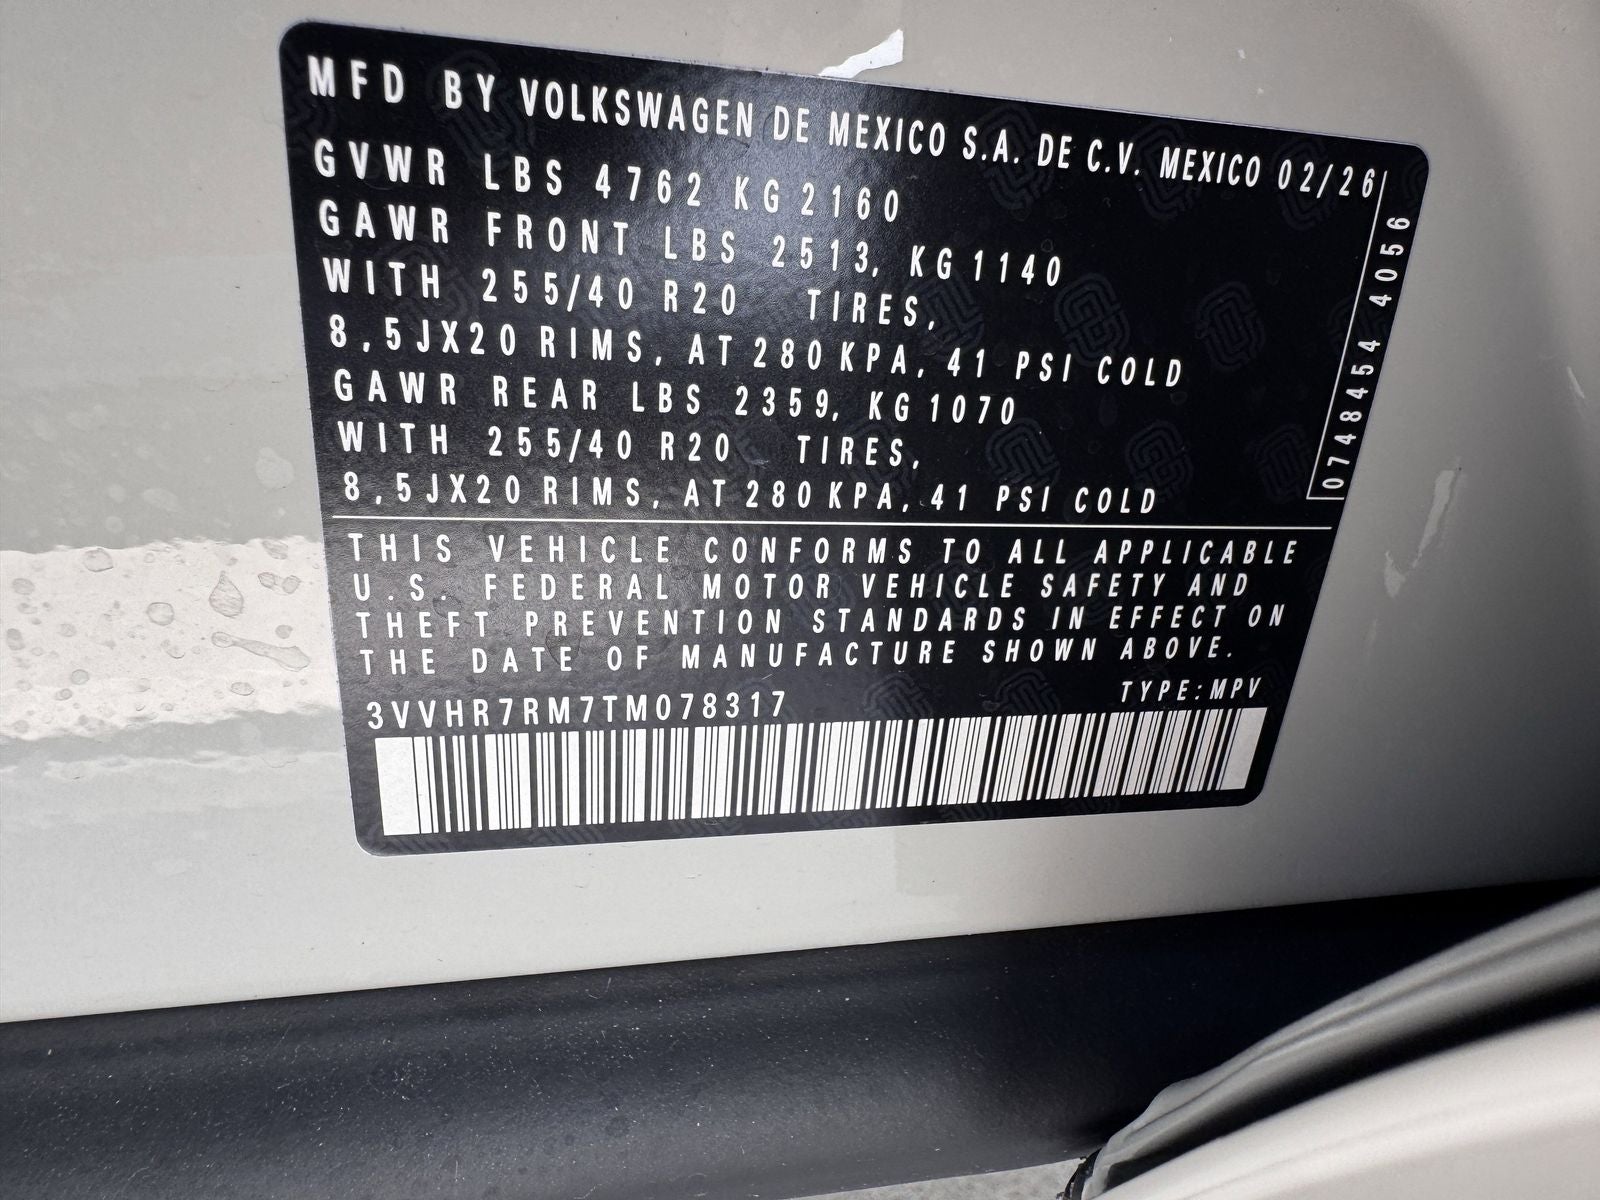 MFD BY VOLKSWAGEN DE MEXICO S.A. DE C.V. MEXICO 02/26
GVWR LBS 4762 KG 2160
GAWR FRONT LBS 2513, KG 1140
WITH 255/40 R20 TIRES,
8,5JX20 RIMS, AT 280 KPA, 41 PSI COLD
GAWR REAR LBS 2359, KG 1070
WITH 255/40 R20 TIRES,
8,5JX20 RIMS, AT 280 KPA, 41 PSI COLD
0748454 4056
THIS VEHICLE CONFORMS TO ALL APPLICABLE
U.S. FEDERAL MOTOR VEHICLE SAFETY AND
THEFT PREVENTION STANDARDS IN EFFECT ON
THE DATE OF MANUFACTURE SHOWN ABOVE.
3VVHR7RM7TM078317 TYPE:MPV